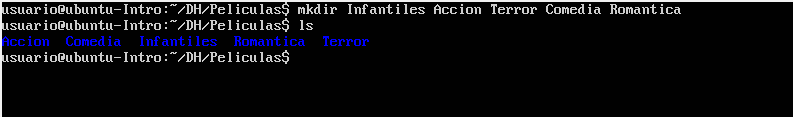 usuario@ubuntu-Intro:~/DH/Peliculas$ mkdir Infantiles Accion Terror Comedia Romantica
usuario@ubuntu-Intro:~/DH/Peliculas$ ls
Accion  Comedia  Infantiles  Romantica  Terror
usuario@ubuntu-Intro:~/DH/Peliculas$